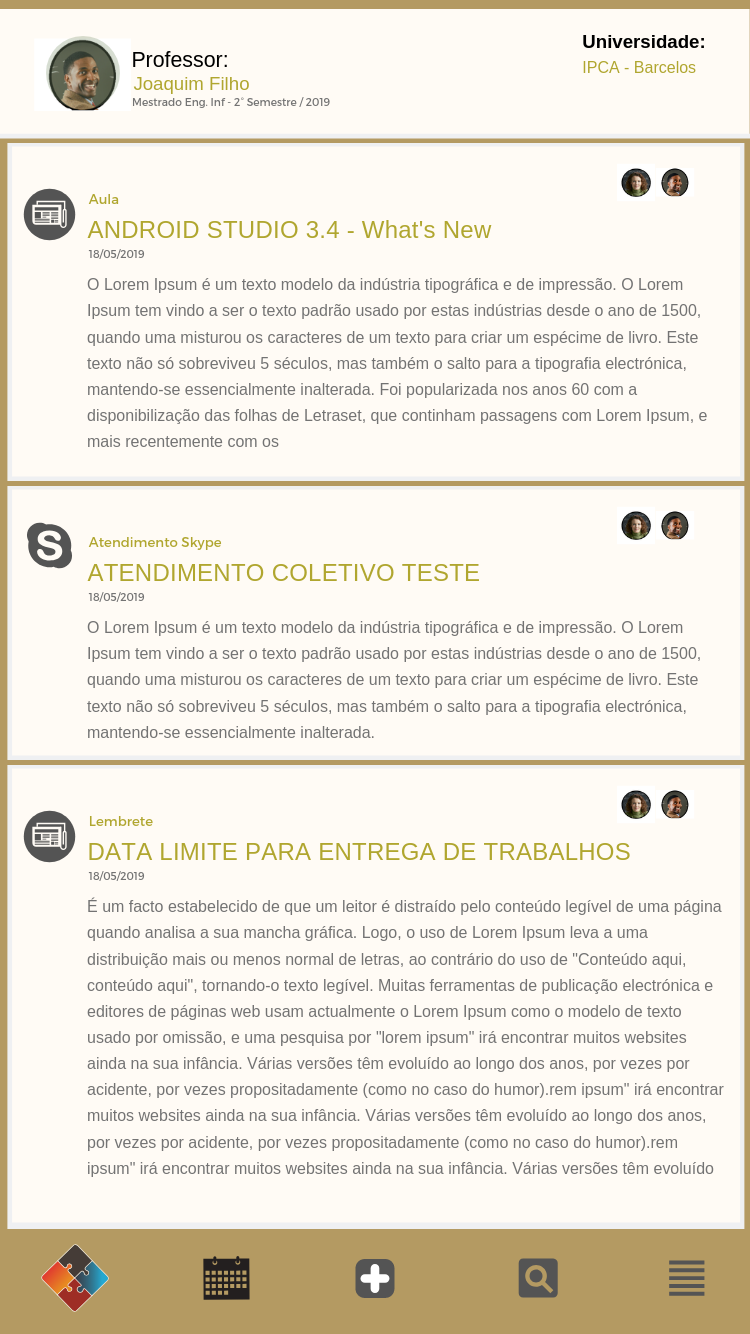 Professor:
Joaquim Filho
Mestrado Eng. Inf - 2° Semestre / 2019
Universidade:
IPCA - Barcelos
Aula
ANDROID STUDIO 3.4 - What's New
18/05/2019
O Lorem Ipsum é um texto modelo da indústria tipográfica e de impressão. O Lorem
Ipsum tem vindo a ser o texto padrão usado por estas indústrias desde o ano de 1500,
quando uma misturou os caracteres de um texto para criar um espécime de livro. Este
texto não só sobreviveu 5 séculos, mas também o salto para a tipografia electrónica,
mantendo-se essencialmente inalterada. Foi popularizada nos anos 60 com a
disponibilização das folhas de Letraset, que continham passagens com Lorem Ipsum, e
mais recentemente com os
Atendimento Skype
ATENDIMENTO COLETIVO TESTE
18/05/2019
O Lorem Ipsum é um texto modelo da indústria tipográfica e de impressão. O Lorem
Ipsum tem vindo a ser o texto padrão usado por estas indústrias desde o ano de 1500,
quando uma misturou os caracteres de um texto para criar um espécime de livro. Este
texto não só sobreviveu 5 séculos, mas também o salto para a tipografia electrónica,
mantendo-se essencialmente inalterada.
Lembrete
DATA LIMITE PARA ENTREGA DE TRABALHOS
18/05/2019
É um facto estabelecido de que um leitor é distraído pelo conteúdo legível de uma página
quando analisa a sua mancha gráfica. Logo, o uso de Lorem Ipsum leva a uma
distribuição mais ou menos normal de letras, ao contrário do uso de "Conteúdo aqui,
conteúdo aqui", tornando-o texto legível. Muitas ferramentas de publicação electrónica e
editores de páginas web usam actualmente o Lorem Ipsum como o modelo de texto
usado por omissão, e uma pesquisa por "lorem ipsum" irá encontrar muitos websites
ainda na sua infância. Várias versões têm evoluído ao longo dos anos, por vezes por
acidente, por vezes propositadamente (como no caso do humor).rem ipsum" irá encontrar
muitos websites ainda na sua infância. Várias versões têm evoluído ao longo dos anos,
por vezes por acidente, por vezes propositadamente (como no caso do humor).rem
ipsum" irá encontrar muitos websites ainda na sua infância. Várias versões têm evoluído